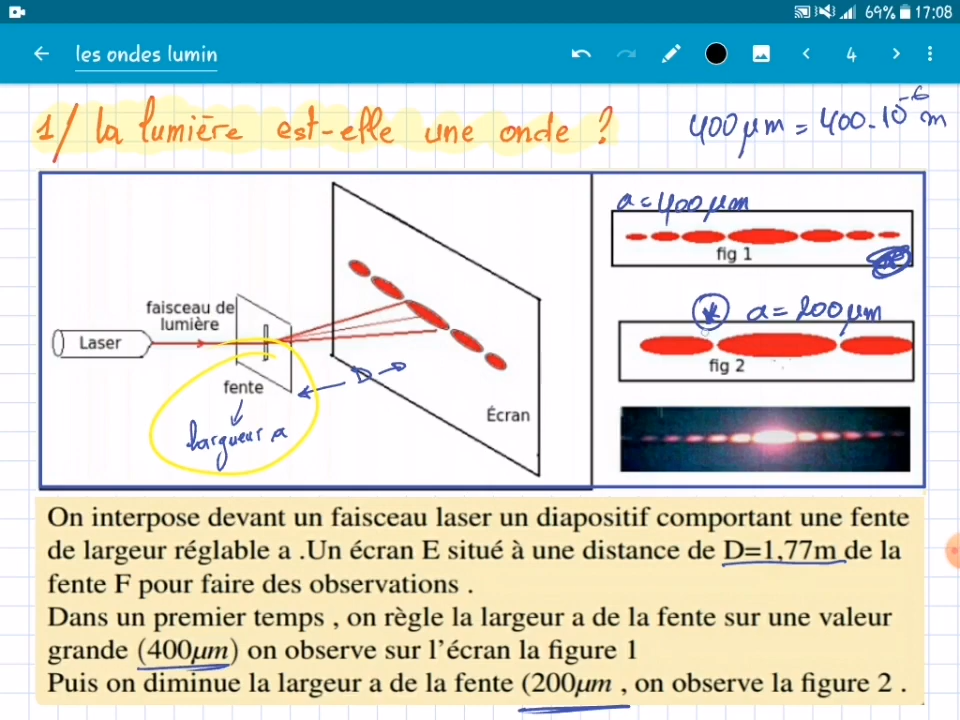 69% 17:08
les ondes lumin
4
1/ la lumière est-elle une onde ?
400 μm = 400.10⁻⁶ m
a = 400 μm
fig 1
a = 200 μm
fig 2
faisceau de
lumière
Laser
fente
largueur a
D
Écran
On interpose devant un faisceau laser un diapositif comportant une fente
de largeur réglable a .Un écran E situé à une distance de D=1,77m de la
fente F pour faire des observations .
Dans un premier temps , on règle la largeur a de la fente sur une valeur
grande (400μm) on observe sur l'écran la figure 1
Puis on diminue la largeur a de la fente (200μm , on observe la figure 2 .